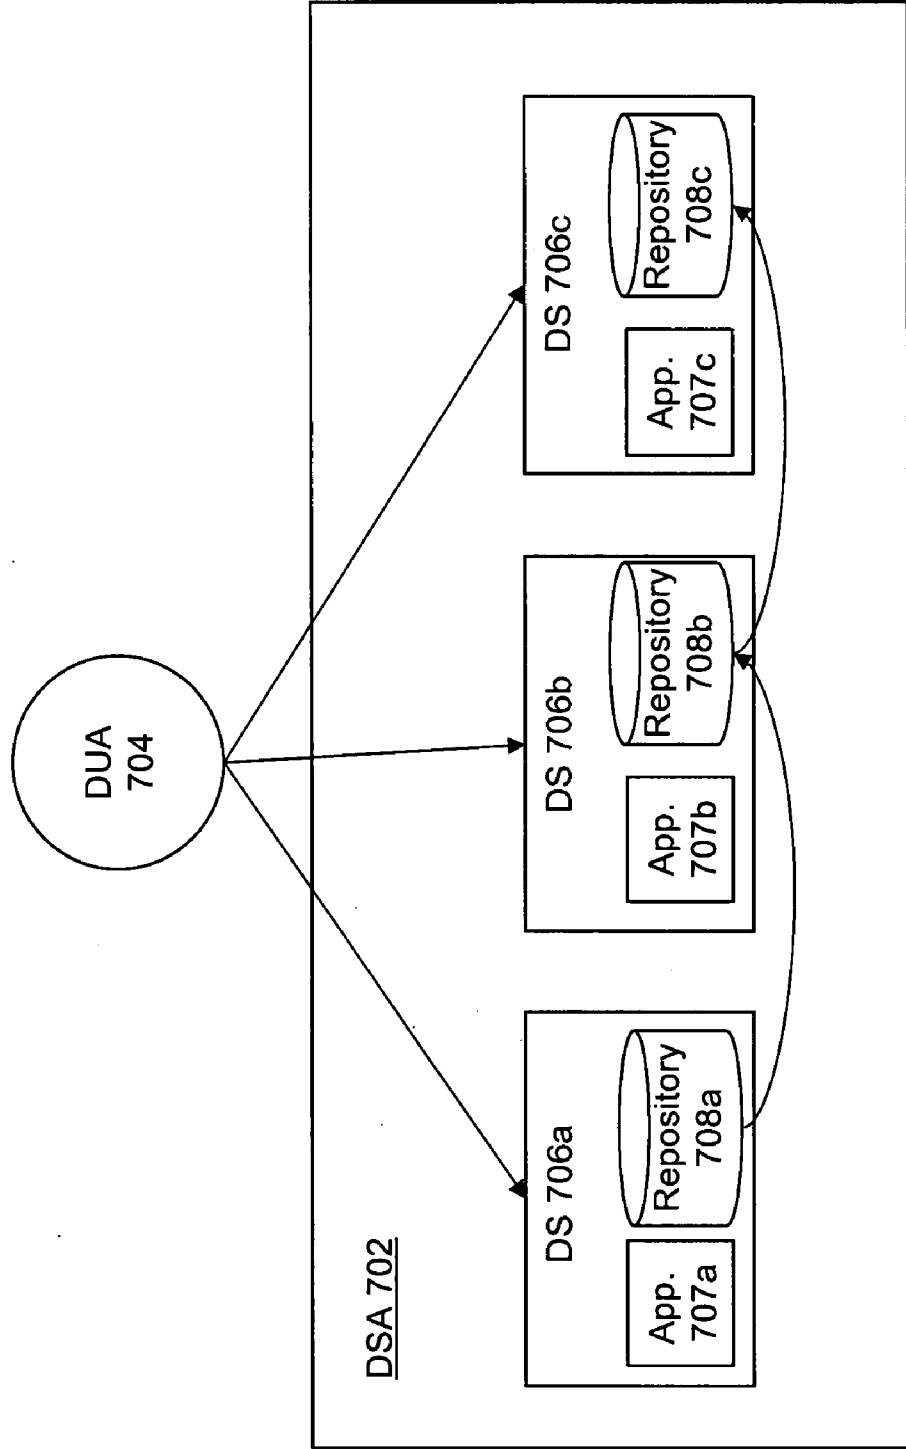 DUA
704
DSA 702
DS 706a
App.
707a
Repository
708a
DS 706b
App.
707b
Repository
708b
DS 706c
App.
707c
Repository
708c